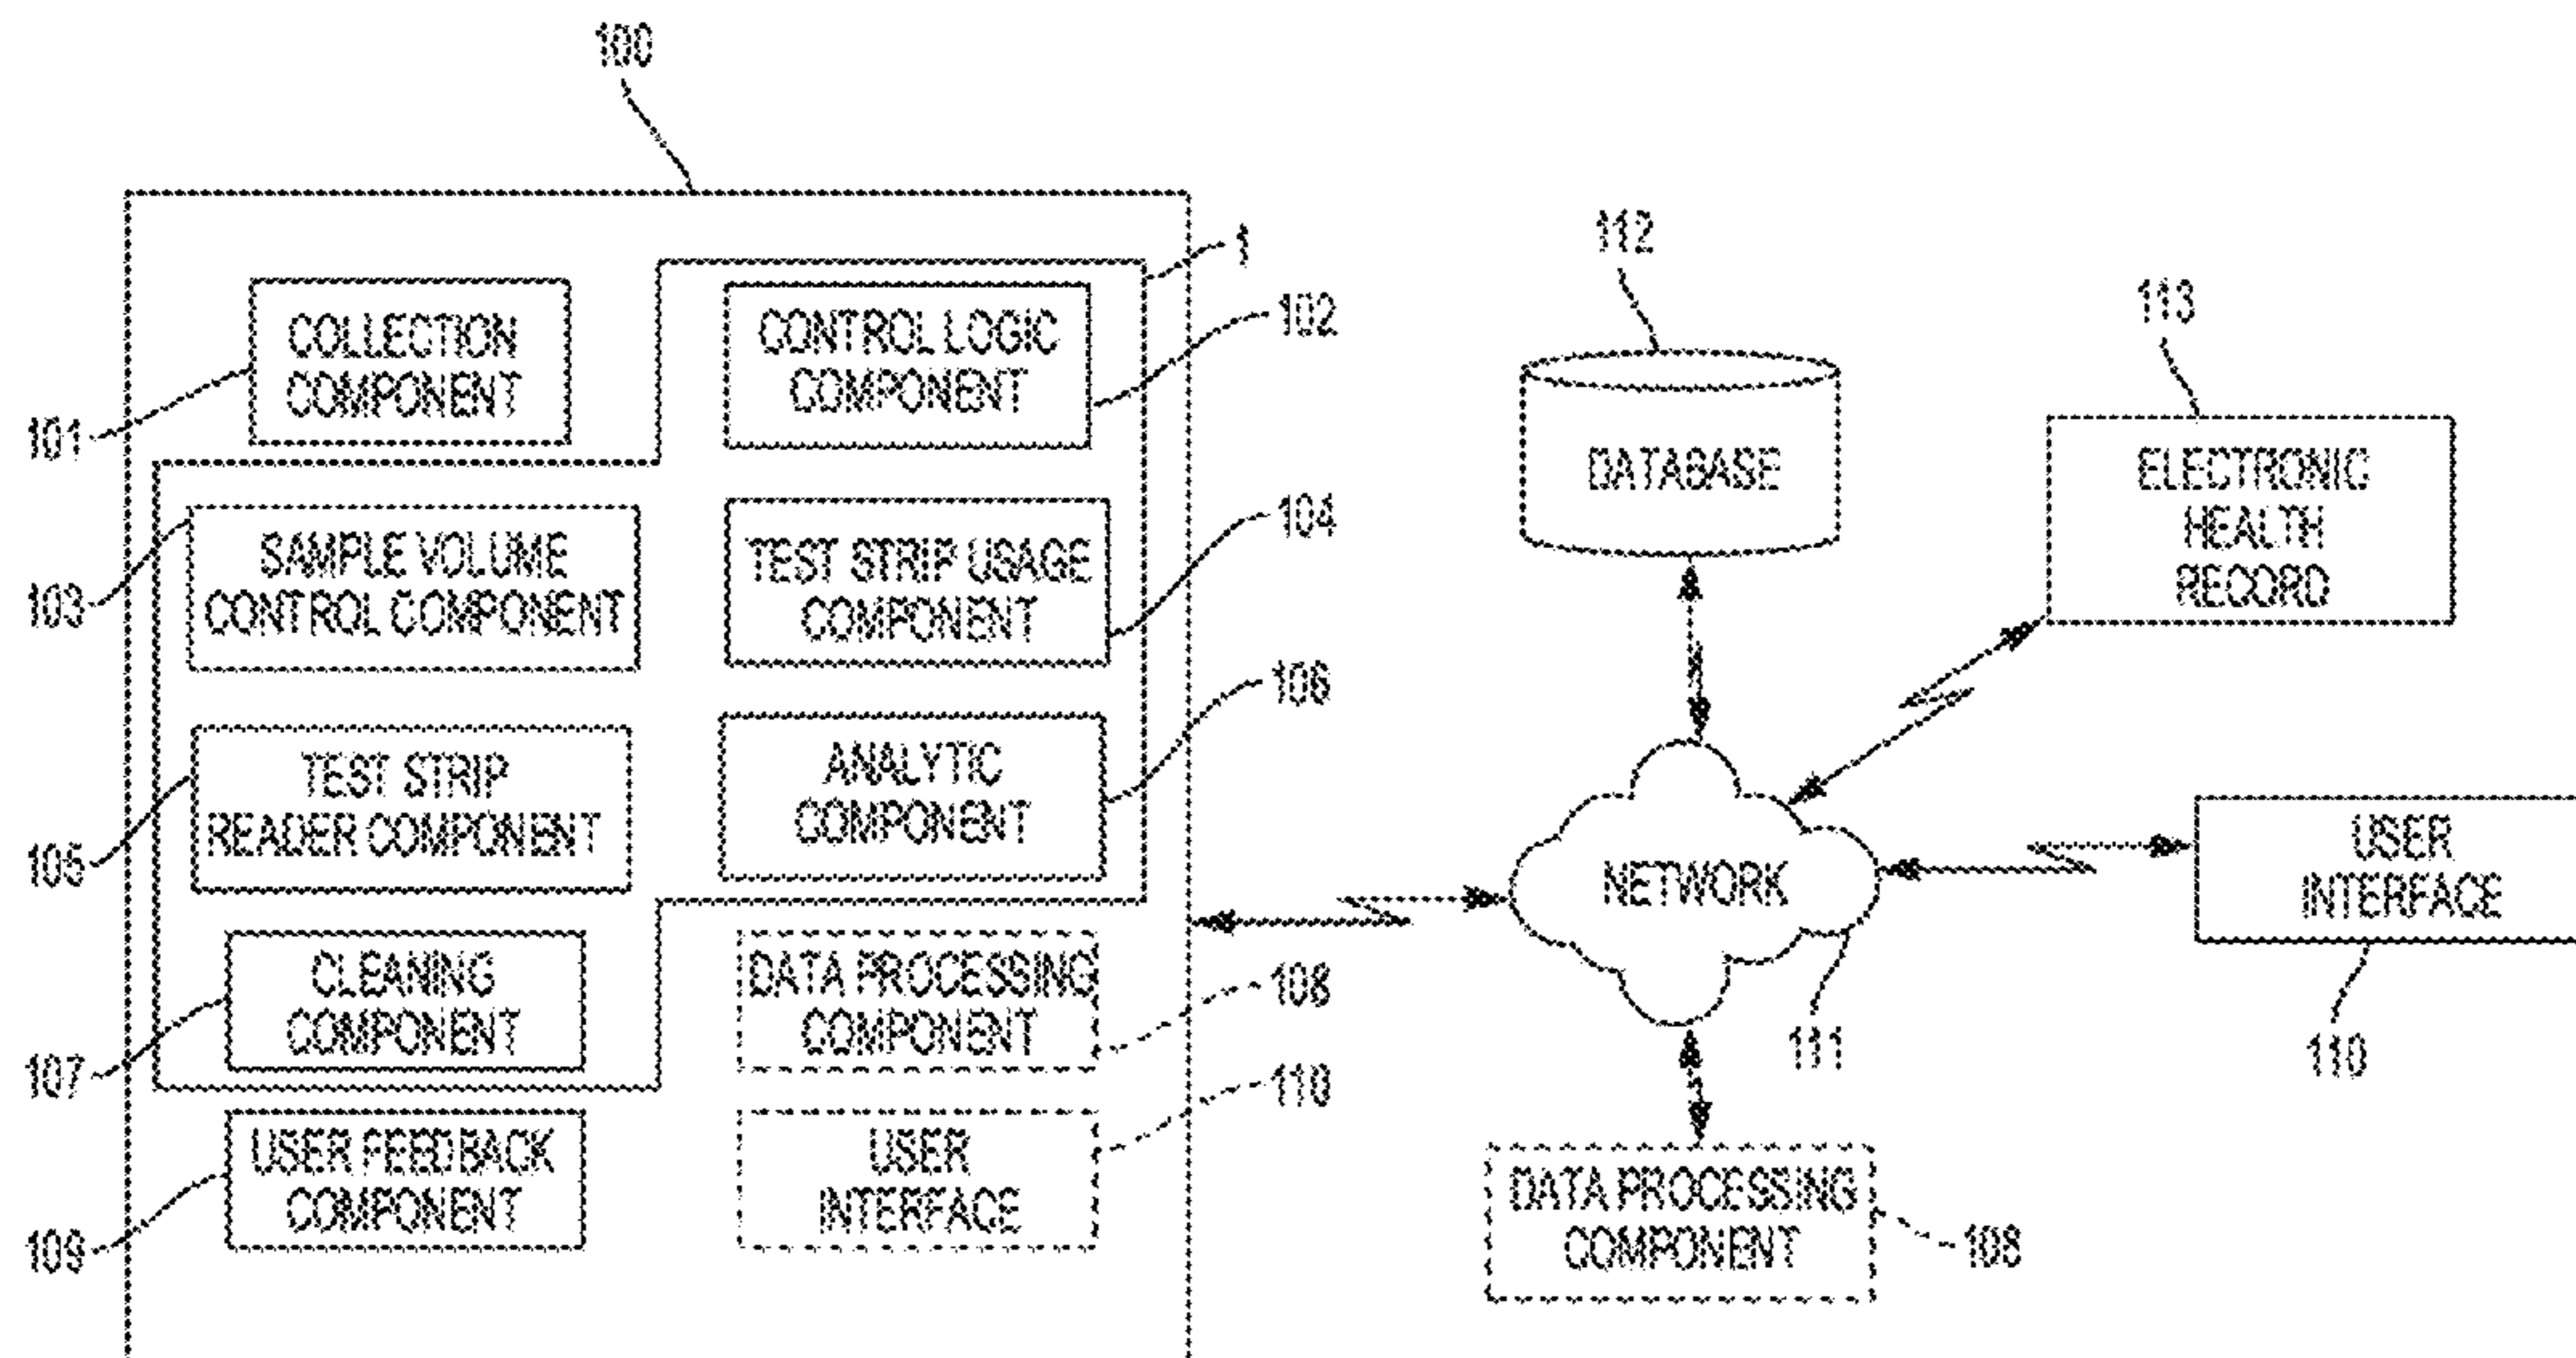 100
1
COLLECTION
COMPONENT
101
CONTROL LOGIC
COMPONENT
102
SAMPLE VOLUME
CONTROL COMPONENT
103
TEST STRIP USAGE
COMPONENT
104
TEST STRIP
READER COMPONENT
105
ANALYTIC
COMPONENT
106
CLEANING
COMPONENT
107
DATA PROCESSING
COMPONENT
108
USER FEEDBACK
COMPONENT
109
USER
INTERFACE
110
112
DATABASE
113
ELECTRONIC
HEALTH
RECORD
NETWORK
111
USER
INTERFACE
110
DATA PROCESSING
COMPONENT
108